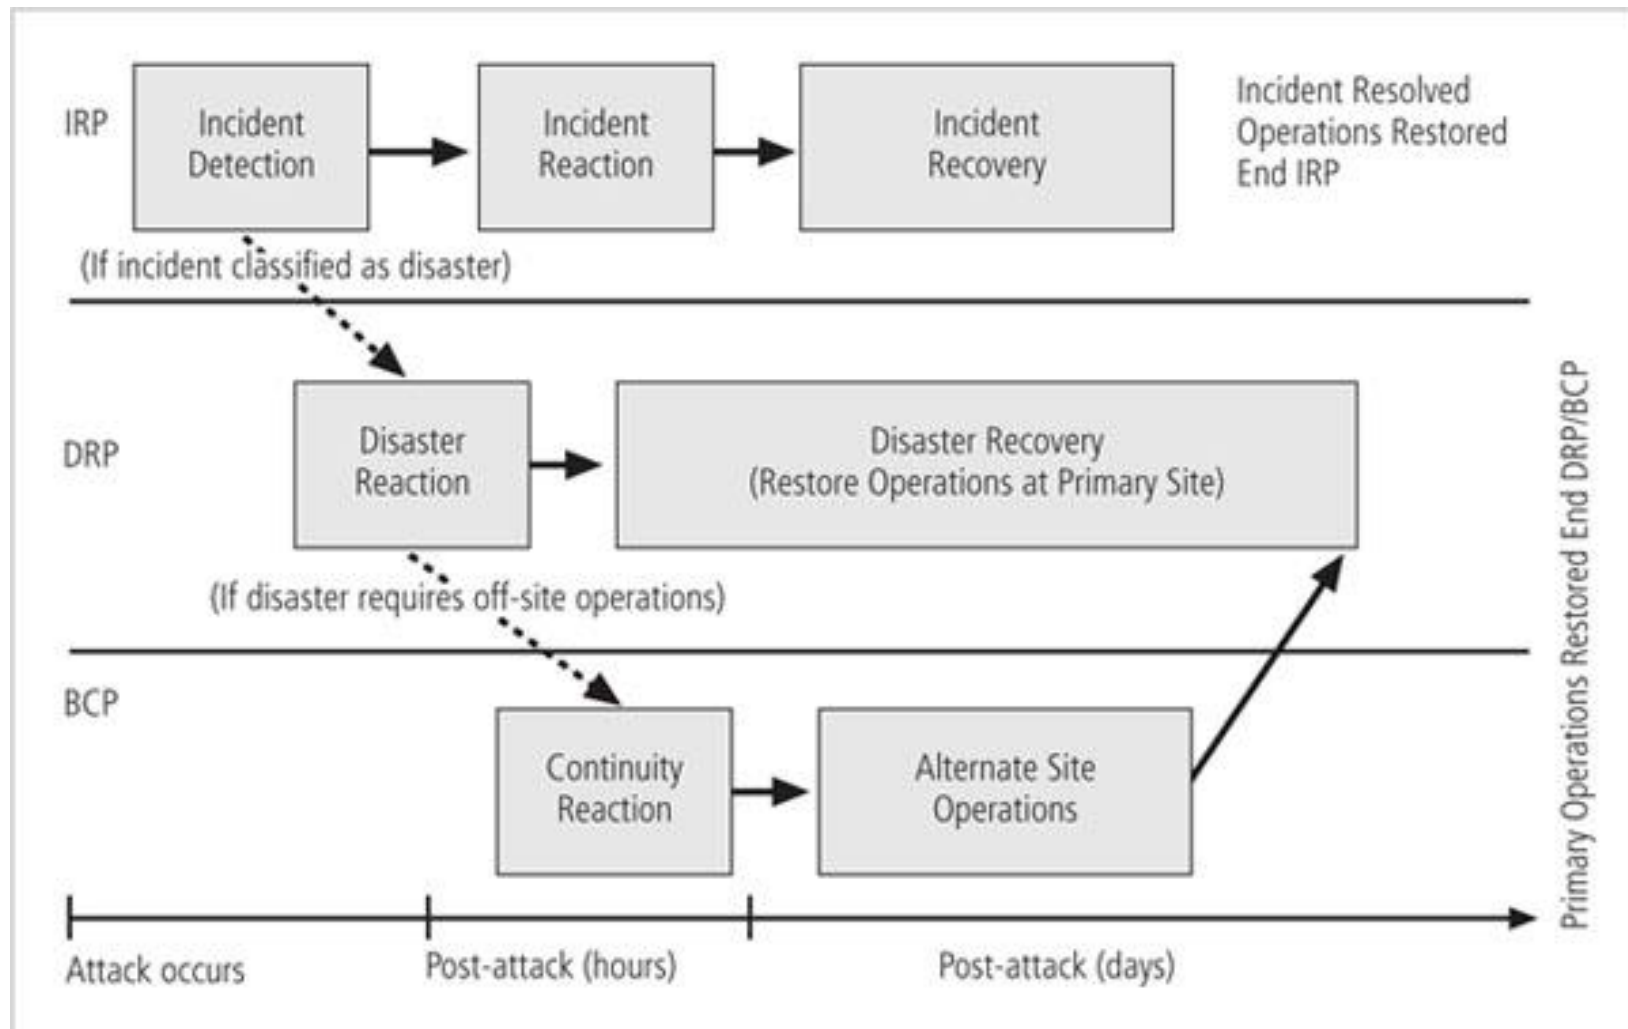 IRP
Incident
Detection
Incident
Reaction
Incident
Recovery
Incident Resolved
Operations Restored
End IRP
(If incident classified as disaster)
DRP
Disaster
Reaction
Disaster Recovery
(Restore Operations at Primary Site)
(If disaster requires off-site operations)
BCP
Continuity
Reaction
Alternate Site
Operations
Primary Operations Restored End DRP/BCP
Attack occurs
Post-attack (hours)
Post-attack (days)